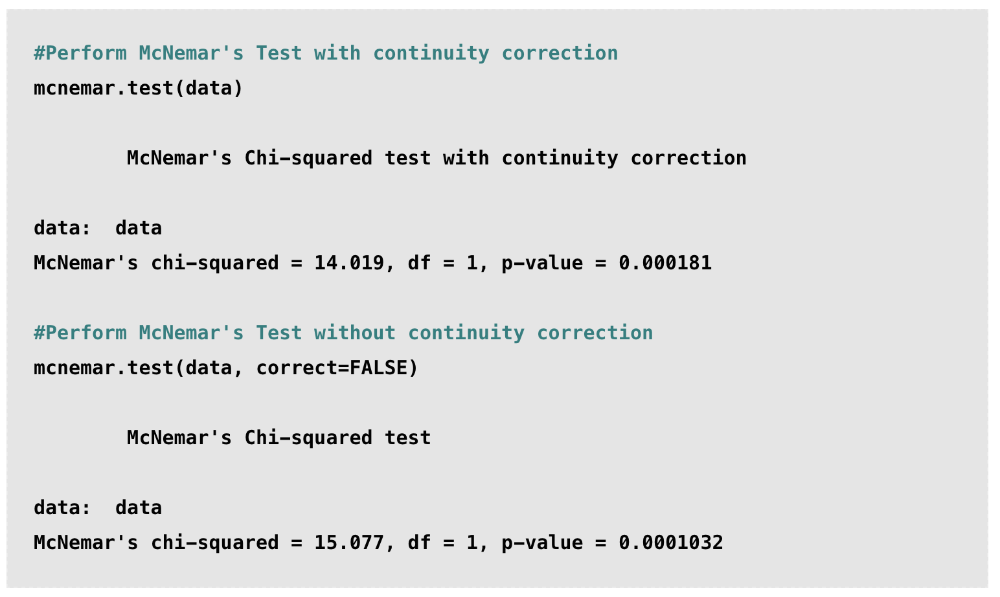 #Perform McNemar's Test with continuity correction
mcnemar.test(data)
McNemar's Chi-squared test with continuity correction
data:  data
McNemar's chi-squared = 14.019, df = 1, p-value = 0.000181
#Perform McNemar's Test without continuity correction
mcnemar.test(data, correct=FALSE)
McNemar's Chi-squared test
data:  data
McNemar's chi-squared = 15.077, df = 1, p-value = 0.0001032